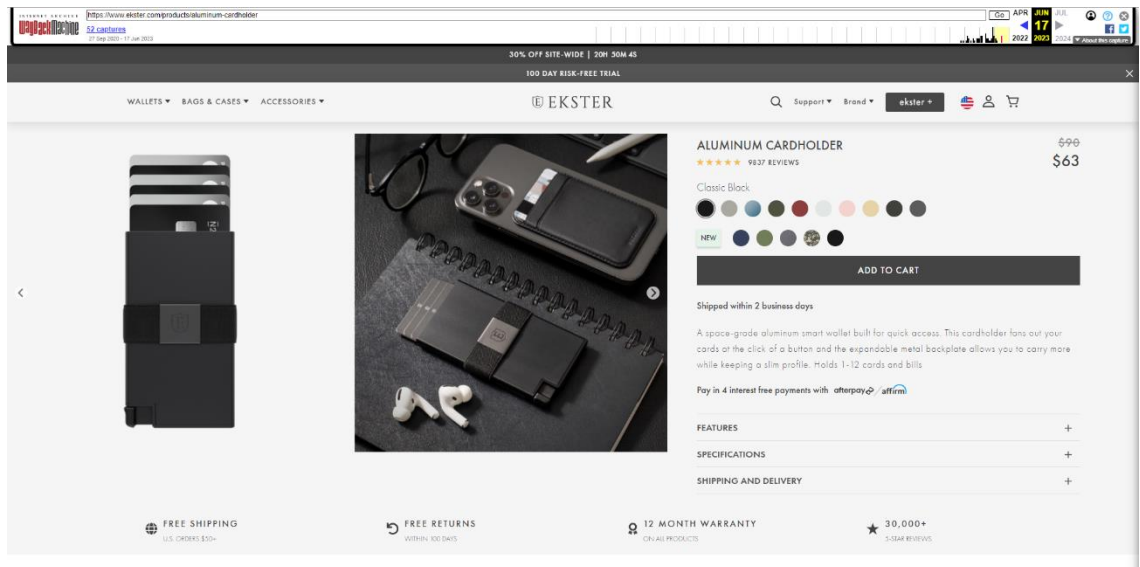 INTERNET ARCHIVE
WayBackMachine
https://www.ekster.com/products/aluminum-cardholder
Go
APR JUN JUL
17
2022 2023 2024
52 captures
27 Sep 2020 - 17 Jun 2023
About this capture
30% OFF SITE-WIDE | 20H 50M 4S
100 DAY RISK-FREE TRIAL
WALLETS BAGS & CASES ACCESSORIES
EKSTER
Support Brand ekster +
ALUMINUM CARDHOLDER
$90
9837 REVIEWS
$63
Classic Black
NEW
ADD TO CART
Shipped within 2 business days
A space-grade aluminum smart wallet built for quick access. This cardholder fans out your
cards at the click of a button and the expandable metal backplate allows you to carry more
while keeping a slim profile. Holds 1-12 cards and bills
Pay in 4 interest free payments with afterpay / affirm
FEATURES
SPECIFICATIONS
SHIPPING AND DELIVERY
FREE SHIPPING
U.S. ORDERS $50+
FREE RETURNS
WITHIN 100 DAYS
12 MONTH WARRANTY
ON ALL PRODUCTS
30,000+
5-STAR REVIEWS